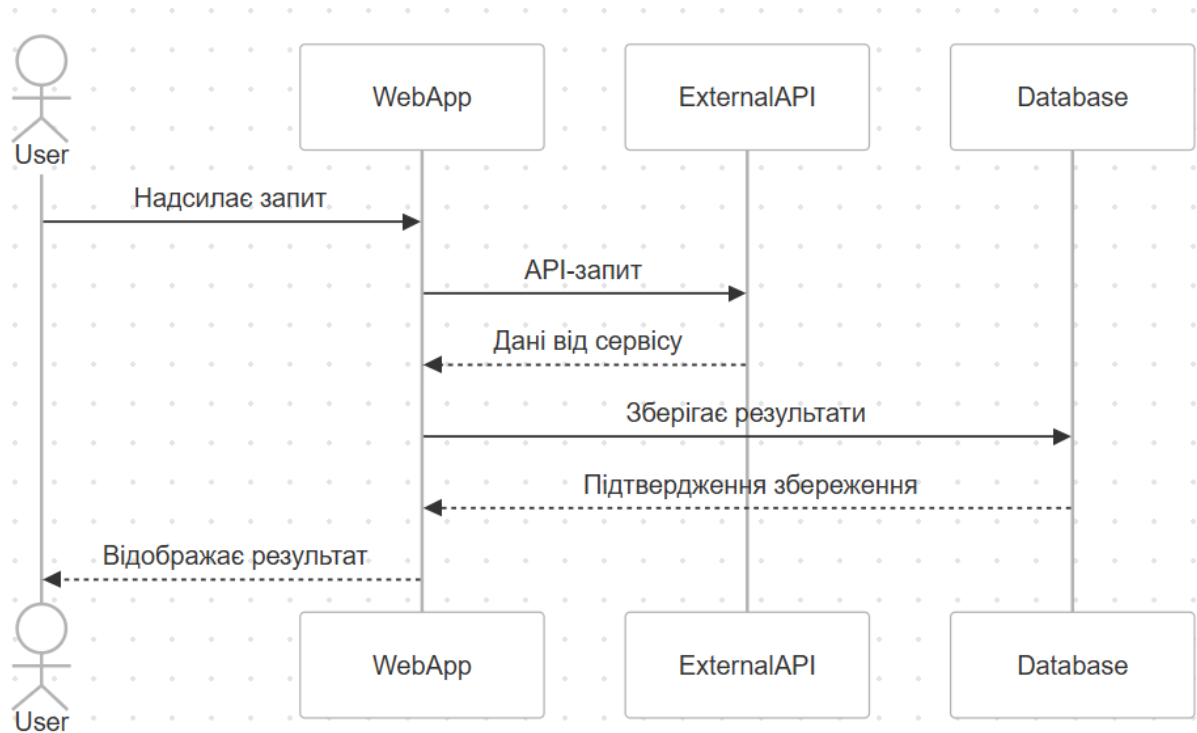 WebApp
ExternalAPI
Database
User
Надсилає запит
API-запит
Дані від сервісу
Зберігає результати
Підтвердження збереження
Відображає результат
WebApp
ExternalAPI
Database
User